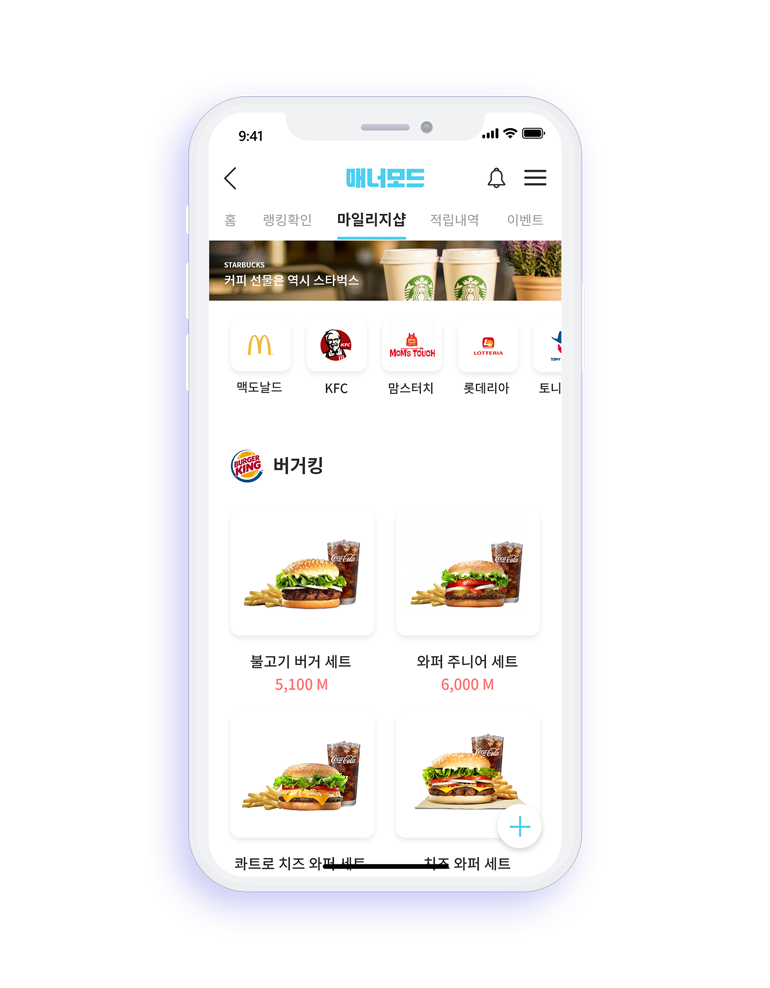 9:41
매너모드
홈 랭킹확인 마일리지샵 적립내역 이벤트
STARBUCKS
커피 선물은 역시 스타벅스
KFC
MOM'S TOUCH
LOTTERIA
TONY
맥도날드 KFC 맘스터치 롯데리아 토니
BURGER KING
버거킹
Coca-Cola
Coca-Cola
불고기 버거 세트
5,100 M
와퍼 주니어 세트
6,000 M
Coca-Cola
Coca-Cola
콰트로 치즈 와퍼 세트
치즈 와퍼 세트